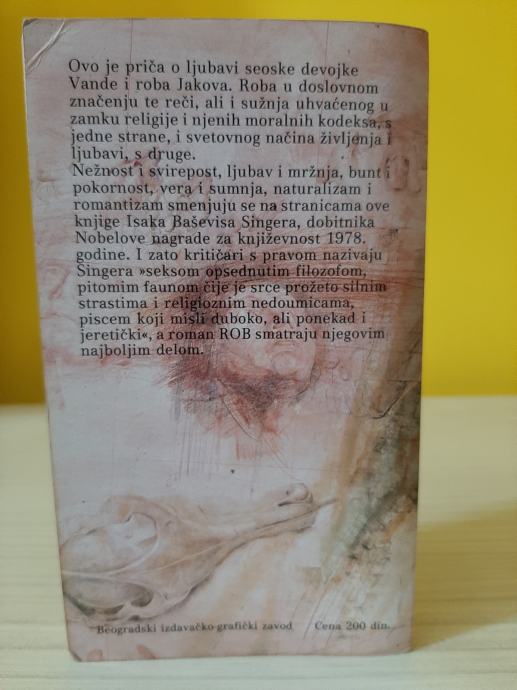 Ovo je priča o ljubavi seoske devojke
Vande i roba Jakova. Roba u doslovnom
značenju te reči, ali i sužnja uhvaćenog u
zamku religije i njenih moralnih kodeksa, s
jedne strane, i svetovnog načina življenja i
ljubavi, s druge.
Nežnost i svirepost, ljubav i mržnja, bunt i
pokornost, vera i sumnja, naturalizam i
romantizam smenjuju se na stranicama ove
knjige Isaka Baševisa Singera, dobitnika
Nobelove nagrade za književnost 1978.
godine. I zato kritičari s pravom nazivaju
Singera »seksom opsednutim filozofom,
pitomim faunom čije je srce prožeto silnim
strastima i religioznim nedoumicama,
piscem koji misli duboko, ali ponekad i
jeretički«, a roman ROB smatraju njegovim
najboljim delom.
Beogradski izdavačko-grafički zavod Cena 200 din.